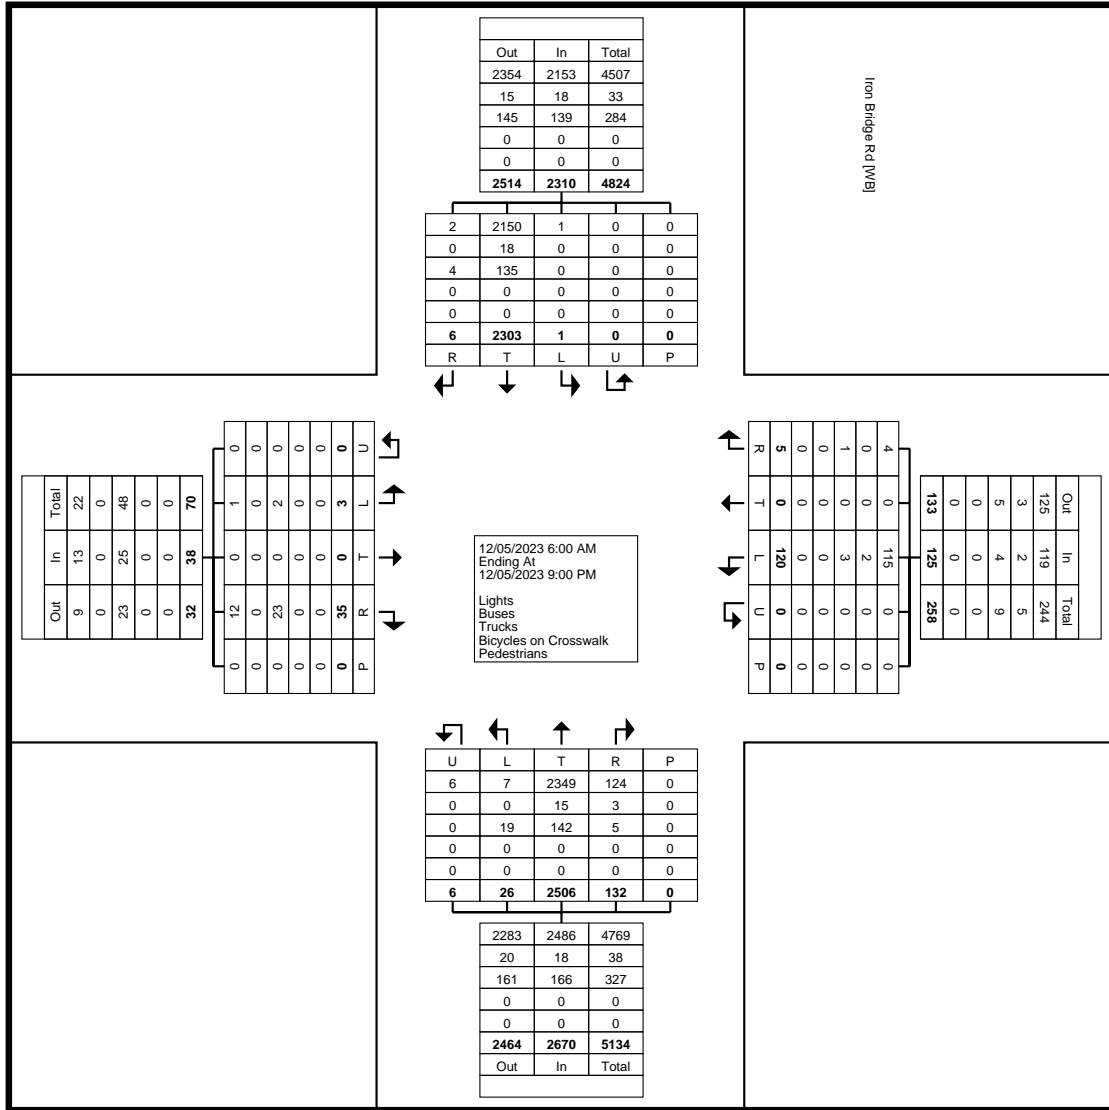 Out In Total
2354 2153 4507
15 18 33
145 139 284
0 0 0
0 0 0
2514 2310 4824
2 2150 1 0 0
0 18 0 0 0
4 135 0 0 0
0 0 0 0 0
0 0 0 0 0
6 2303 1 0 0
R T L U P
Iron Bridge Rd [WB]
Total 22 0 48 0 0 70
In 13 0 25 0 0 38
Out 9 0 23 0 0 32
0 0 0 0 0 0 U
1 0 2 0 0 3 L
0 0 0 0 0 0 T
12 0 23 0 0 35 R
0 0 0 0 0 0 P
12/05/2023 6:00 AM
Ending At
12/05/2023 9:00 PM
Lights
Buses
Trucks
Bicycles on Crosswalk
Pedestrians
R 5 0 0 1 0 4
T 0 0 0 0 0 0
L 120 0 0 3 2 115
U 0 0 0 0 0 0
P 0 0 0 0 0 0
133 0 0 5 3 125 Out
125 0 0 4 2 119 In
258 0 0 9 5 244 Total
U L T R P
6 7 2349 124 0
0 0 15 3 0
0 19 142 5 0
0 0 0 0 0
0 0 0 0 0
6 26 2506 132 0
2283 2486 4769
20 18 38
161 166 327
0 0 0
0 0 0
2464 2670 5134
Out In Total